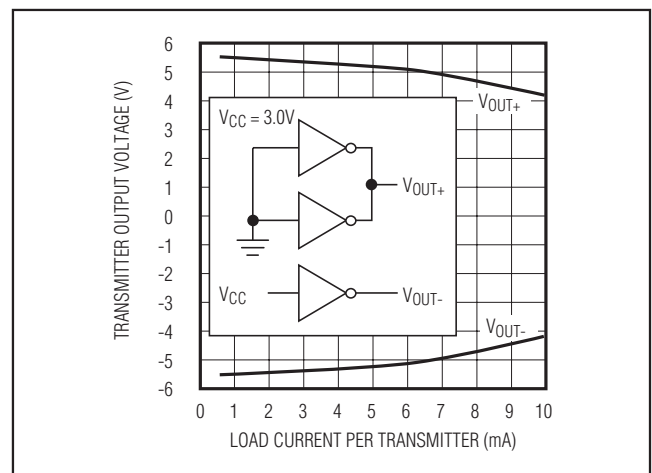 TRANSMITTER OUTPUT VOLTAGE (V)
6
5
4
3
2
1
0
-1
-2
-3
-4
-5
-6
VCC = 3.0V
VOUT+
VOUT+
VCC
VOUT-
VOUT-
0 1 2 3 4 5 6 7 8 9 10
LOAD CURRENT PER TRANSMITTER (mA)